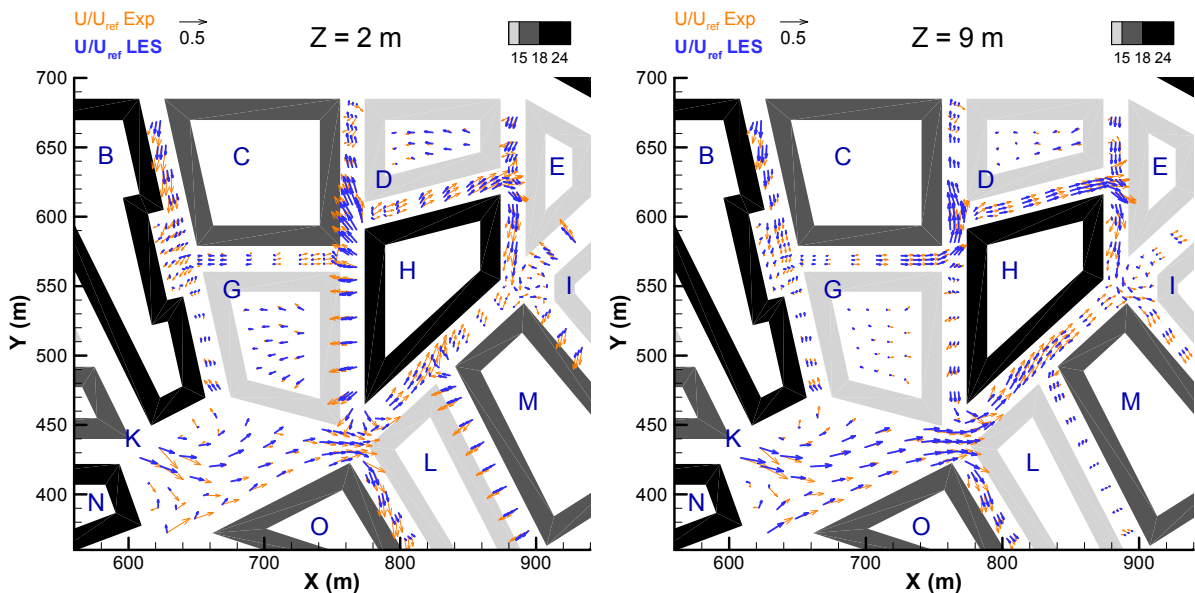 U/Uref Exp
0.5
U/Uref LES
Z = 2 m
15 18 24
700
650
600
550
500
450
400
Y (m)
600 700 800 900
X (m)
B
C
D
E
G
H
I
K
L
M
N
O
U/Uref Exp
0.5
U/Uref LES
Z = 9 m
15 18 24
700
650
600
550
500
450
400
Y (m)
600 700 800 900
X (m)
B
C
D
E
G
H
I
K
L
M
N
O